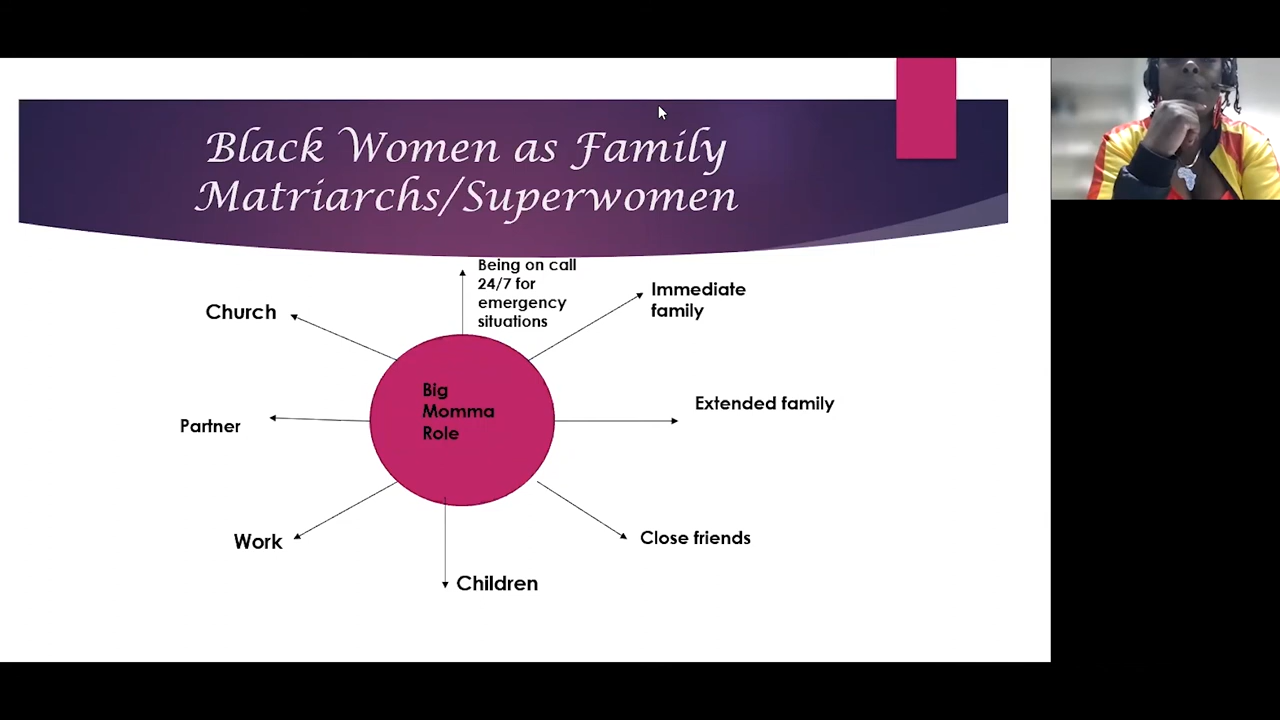 Black Women as Family
Matriarchs/Superwomen
Being on call
24/7 for
emergency
situations
Immediate
family
Church
Extended family
Big
Momma
Role
Partner
Work
Close friends
Children